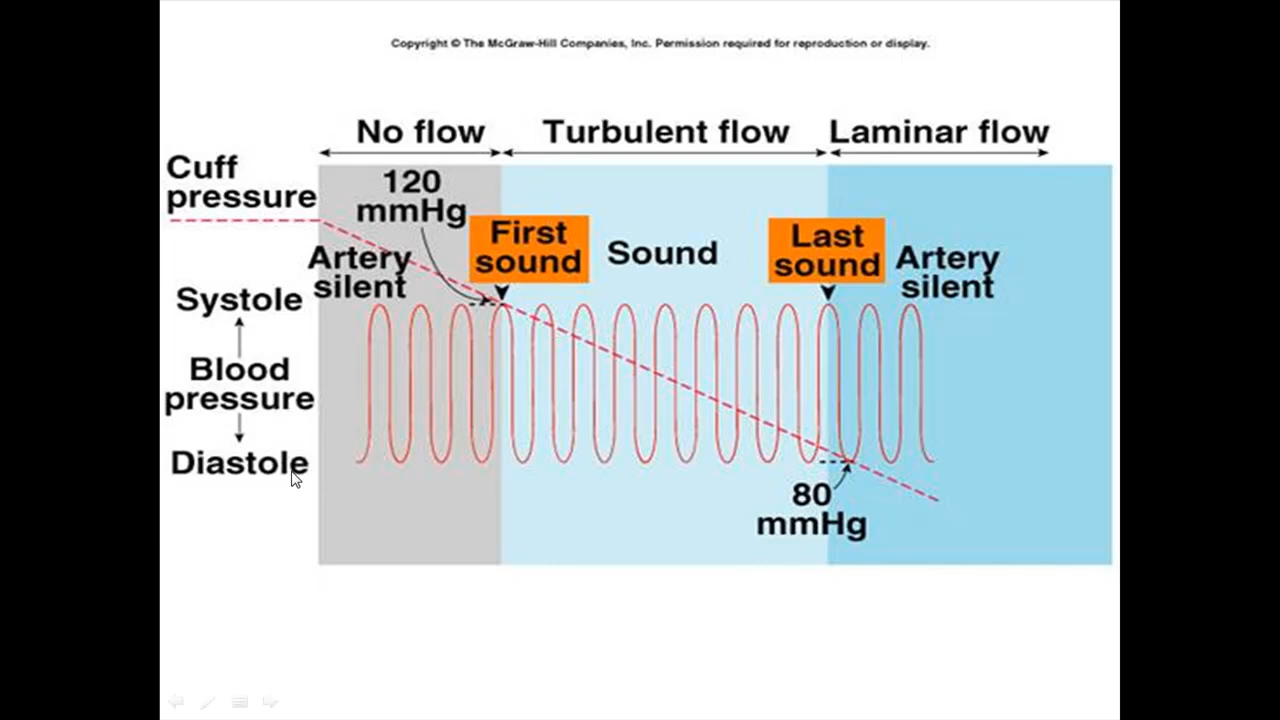 Copyright © The McGraw-Hill Companies, Inc. Permission required for reproduction or display.
No flow
Turbulent flow
Laminar flow
Cuff
pressure
120
mmHg
First
sound
Sound
Last
sound
Artery
silent
Artery
silent
Systole
Blood
pressure
Diastole
80
mmHg